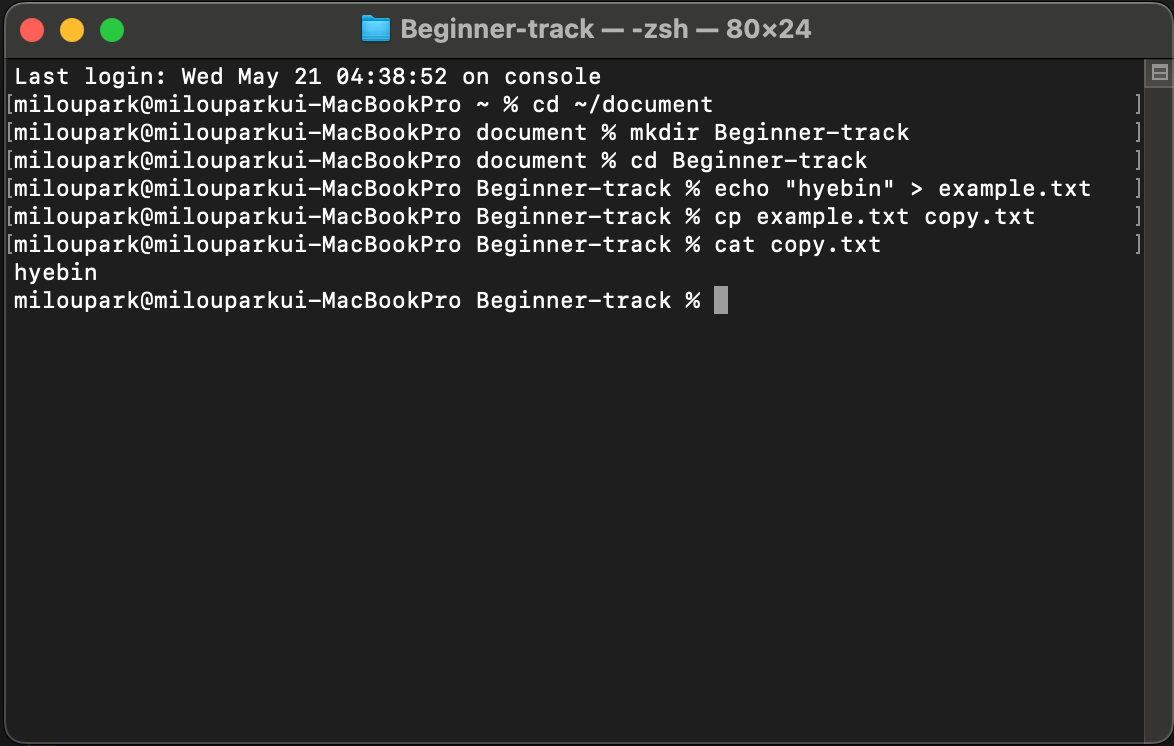 Beginner-track — -zsh — 80×24
Last login: Wed May 21 04:38:52 on console
[miloupark@milouparkui-MacBookPro ~ % cd ~/document ]
[miloupark@milouparkui-MacBookPro document % mkdir Beginner-track ]
[miloupark@milouparkui-MacBookPro document % cd Beginner-track ]
[miloupark@milouparkui-MacBookPro Beginner-track % echo "hyebin" > example.txt ]
[miloupark@milouparkui-MacBookPro Beginner-track % cp example.txt copy.txt ]
[miloupark@milouparkui-MacBookPro Beginner-track % cat copy.txt ]
hyebin
miloupark@milouparkui-MacBookPro Beginner-track %